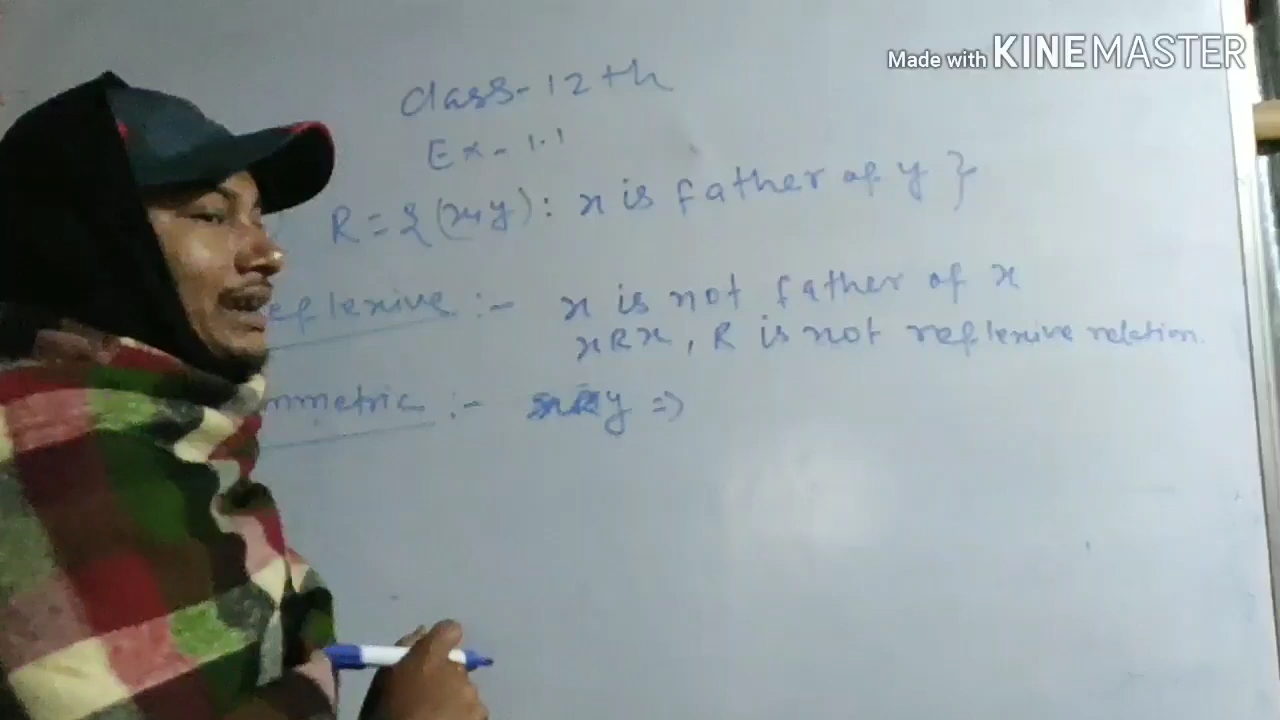 Made with KINEMASTER
Class-12th
Ex-1.1
R={(x,y): x is father of y}
eflexive :- x is not father of x
xRx, R is not reflexive relation.
mmetric :- xRy =>